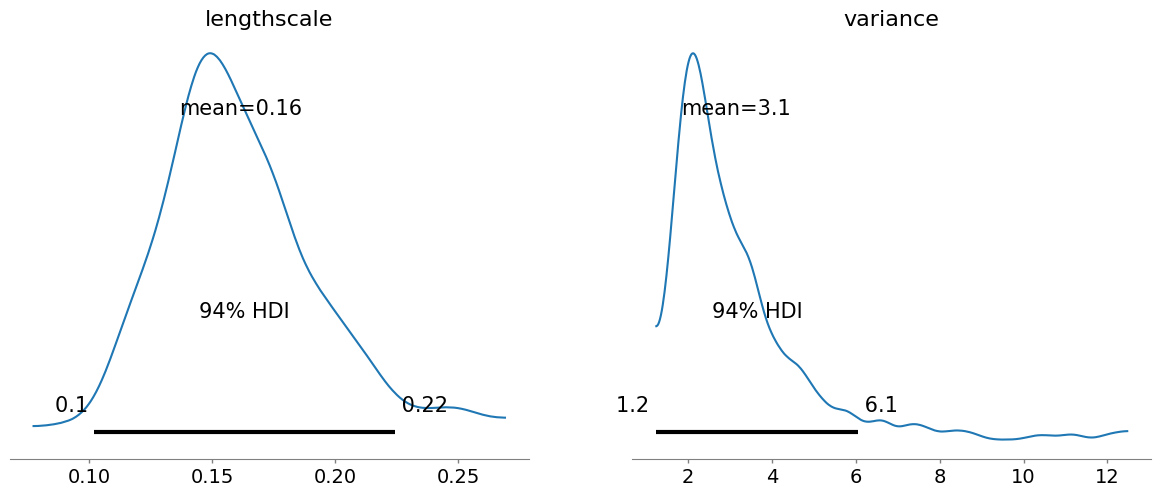 lengthscale
mean=0.16
94% HDI
0.1 0.22
0.10 0.15 0.20 0.25
variance
mean=3.1
94% HDI
1.2 6.1
2 4 6 8 10 12